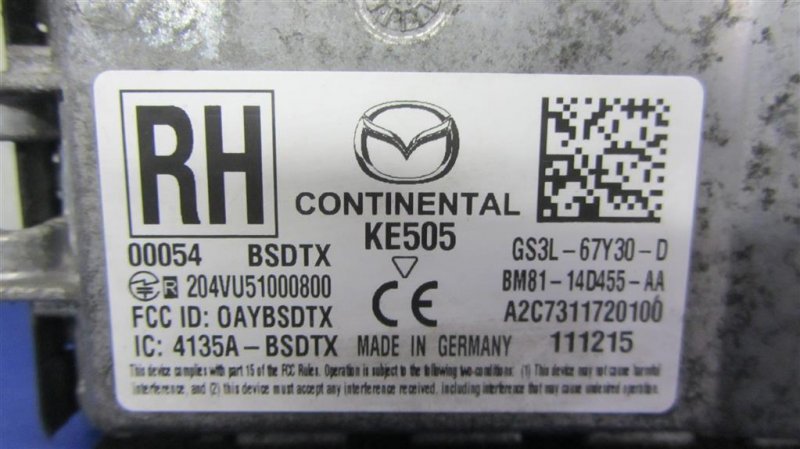 RH
CONTINENTAL
KE505
00054 BSDTX
GS3L-67Y30-D
R 204VU51000800
BM81-14D455-AA
FCC ID: OAYBSDTX
CE
A2C7311720100
IC: 4135A-BSDTX MADE IN GERMANY 111215
This device complies with part 15 of the FCC Rules. Operation is subject to the following two conditions: (1) This device may not cause harmful
interference, and (2) this device must accept any interference received, including interference that may cause undesired operation.